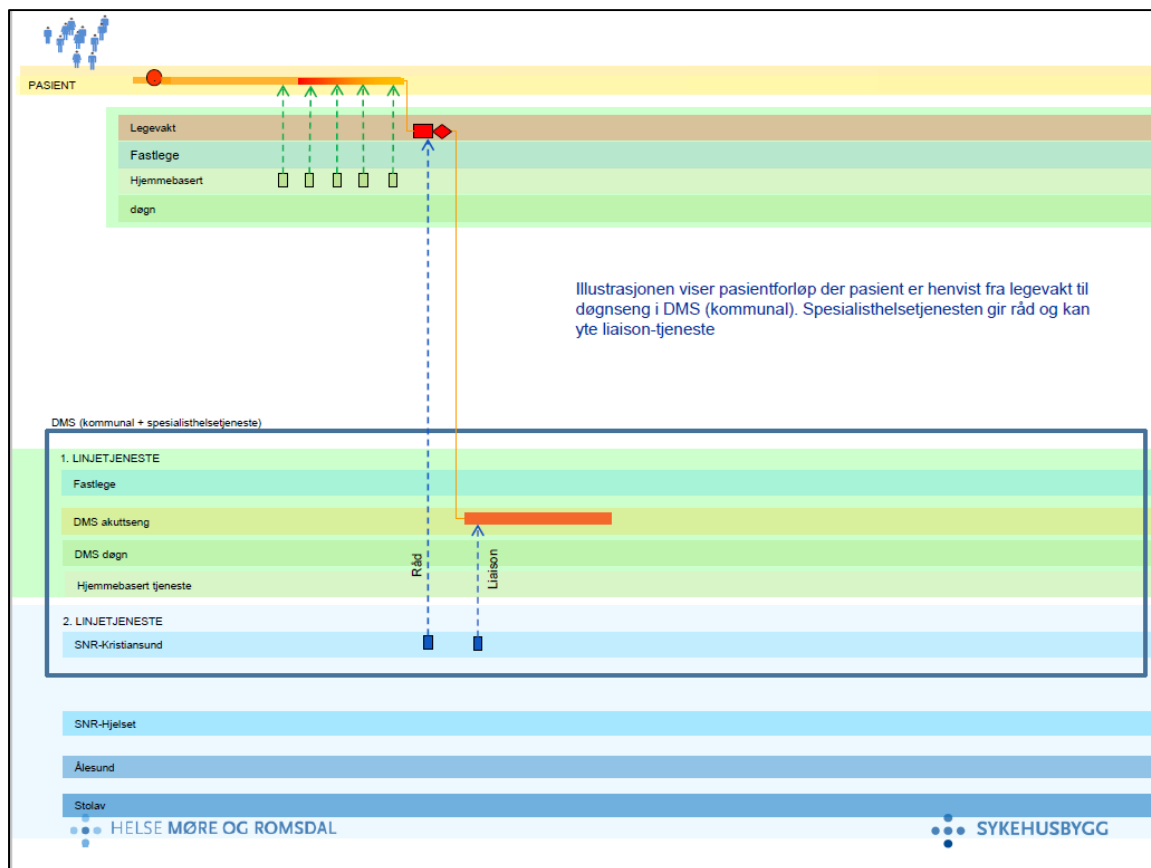 PASIENT
Legevakt
Fastlege
Hjemmebasert
døgn
Illustrasjonen viser pasientforløp der pasient er henvist fra legevakt til
døgnseng i DMS (kommunal). Spesialisthelsetjenesten gir råd og kan
yte liaison-tjeneste
DMS (kommunal + spesialisthelsetjeneste)
1. LINJETJENESTE
Fastlege
DMS akuttseng
DMS døgn
Hjemmebasert tjeneste
Råd
Liaison
2. LINJETJENESTE
SNR-Kristiansund
SNR-Hjelset
Ålesund
Stolav
HELSE MØRE OG ROMSDAL
SYKEHUSBYGG